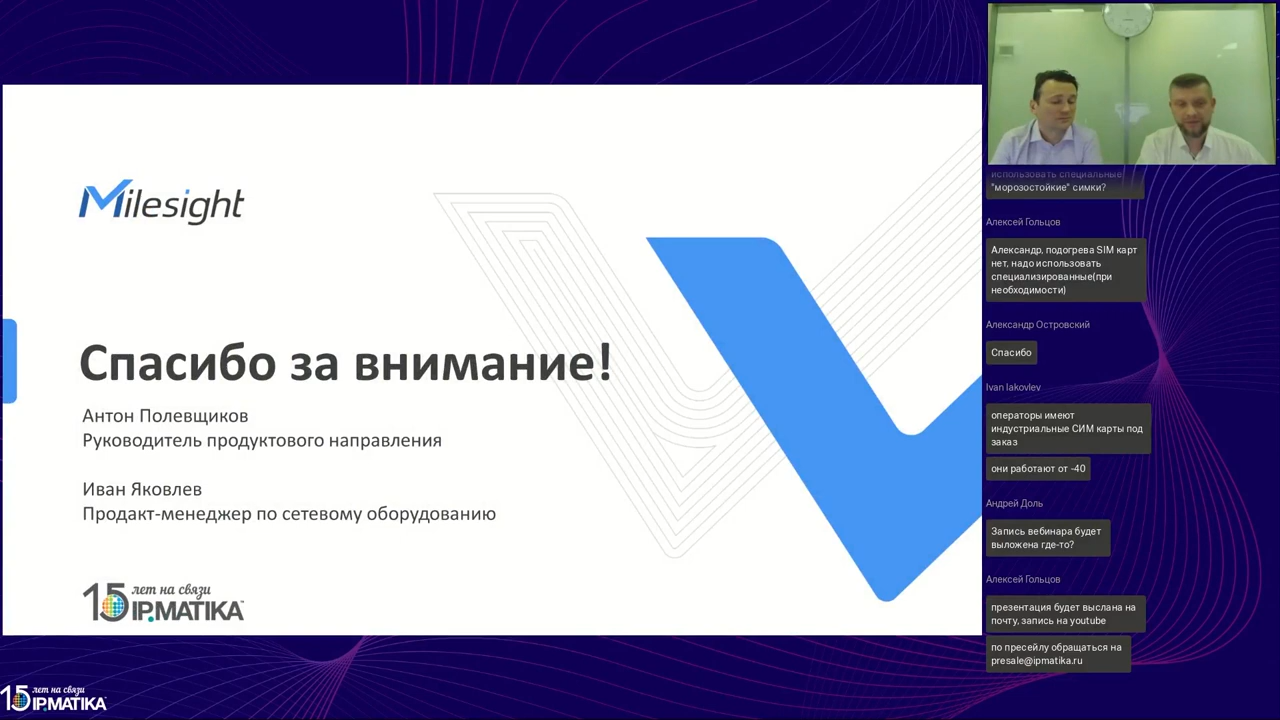 Milesight
Спасибо за внимание!
Антон Полевщиков
Руководитель продуктового направления
Иван Яковлев
Продакт-менеджер по сетевому оборудованию
15 лет на связи
IP.MATIKA™
15 лет на связи
IP.MATIKA™
использовать специальные
"морозостойкие" симки?
Алексей Гольцов
Александр, подогрева SIM карт
нет, надо использовать
специализированные(при
необходимости)
Александр Островский
Спасибо
Ivan Iakovlev
операторы имеют
индустриальные СИМ карты под
заказ
они работают от -40
Андрей Доль
Запись вебинара будет
выложена где-то?
Алексей Гольцов
презентация будет выслана на
почту, запись на youtube
по пресейлу обращаться на
presale@ipmatika.ru